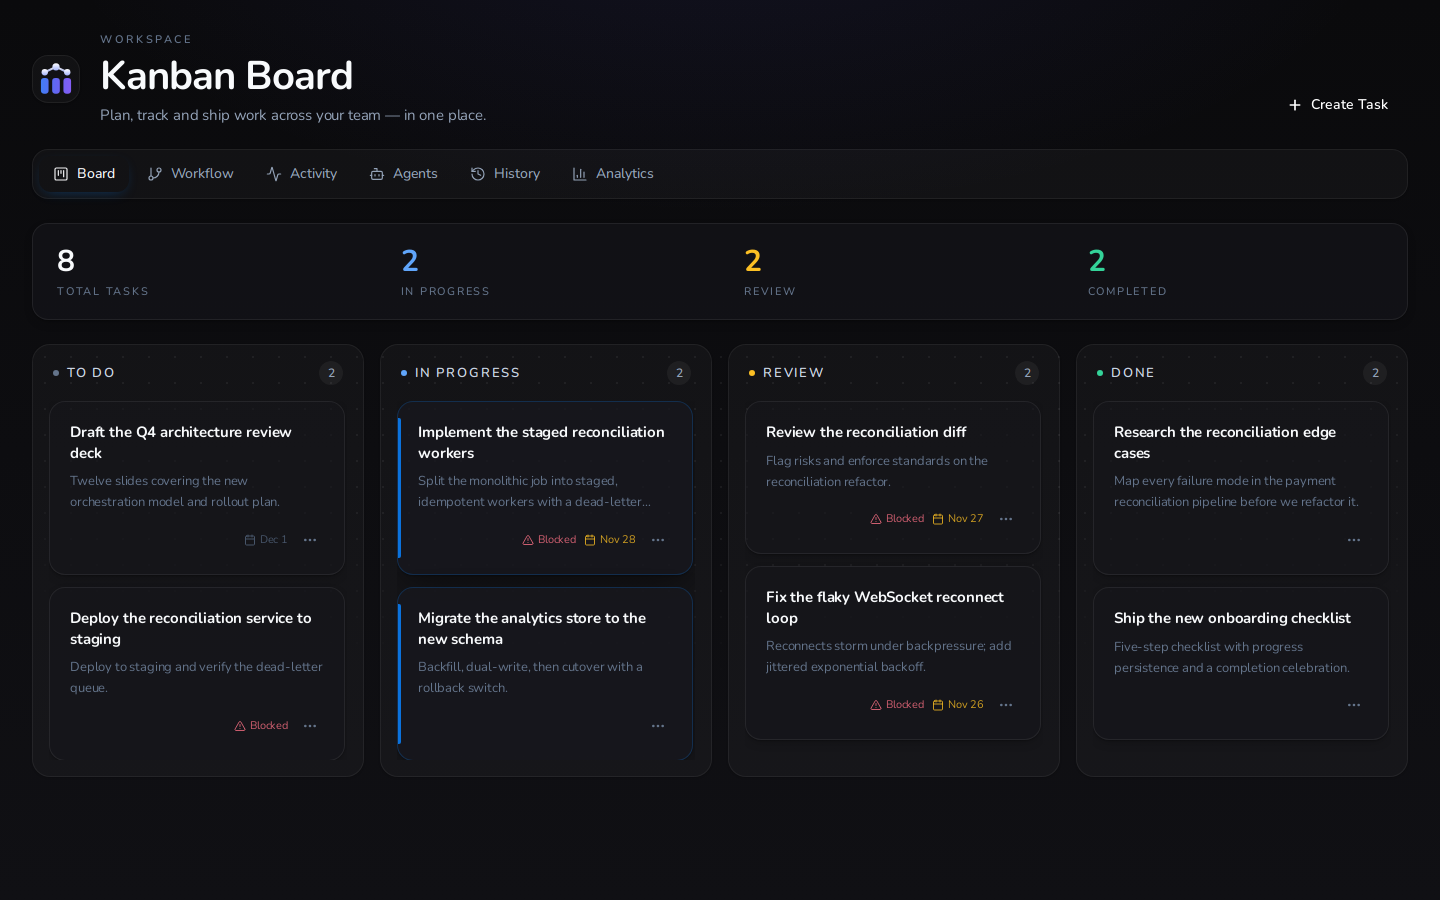 WORKSPACE
Kanban Board
Plan, track and ship work across your team — in one place.
Create Task
Board
Workflow
Activity
Agents
History
Analytics
8
TOTAL TASKS
2
IN PROGRESS
2
REVIEW
2
COMPLETED
TO DO
2
Draft the Q4 architecture review
deck
Twelve slides covering the new
orchestration model and rollout plan.
Dec 1
Deploy the reconciliation service to
staging
Deploy to staging and verify the dead-letter
queue.
Blocked
IN PROGRESS
2
Implement the staged reconciliation
workers
Split the monolithic job into staged,
idempotent workers with a dead-letter...
Blocked
Nov 28
Migrate the analytics store to the
new schema
Backfill, dual-write, then cutover with a
rollback switch.
REVIEW
2
Review the reconciliation diff
Flag risks and enforce standards on the
reconciliation refactor.
Blocked
Nov 27
Fix the flaky WebSocket reconnect
loop
Reconnects storm under backpressure; add
jittered exponential backoff.
Blocked
Nov 26
DONE
2
Research the reconciliation edge
cases
Map every failure mode in the payment
reconciliation pipeline before we refactor it.
Ship the new onboarding checklist
Five-step checklist with progress
persistence and a completion celebration.